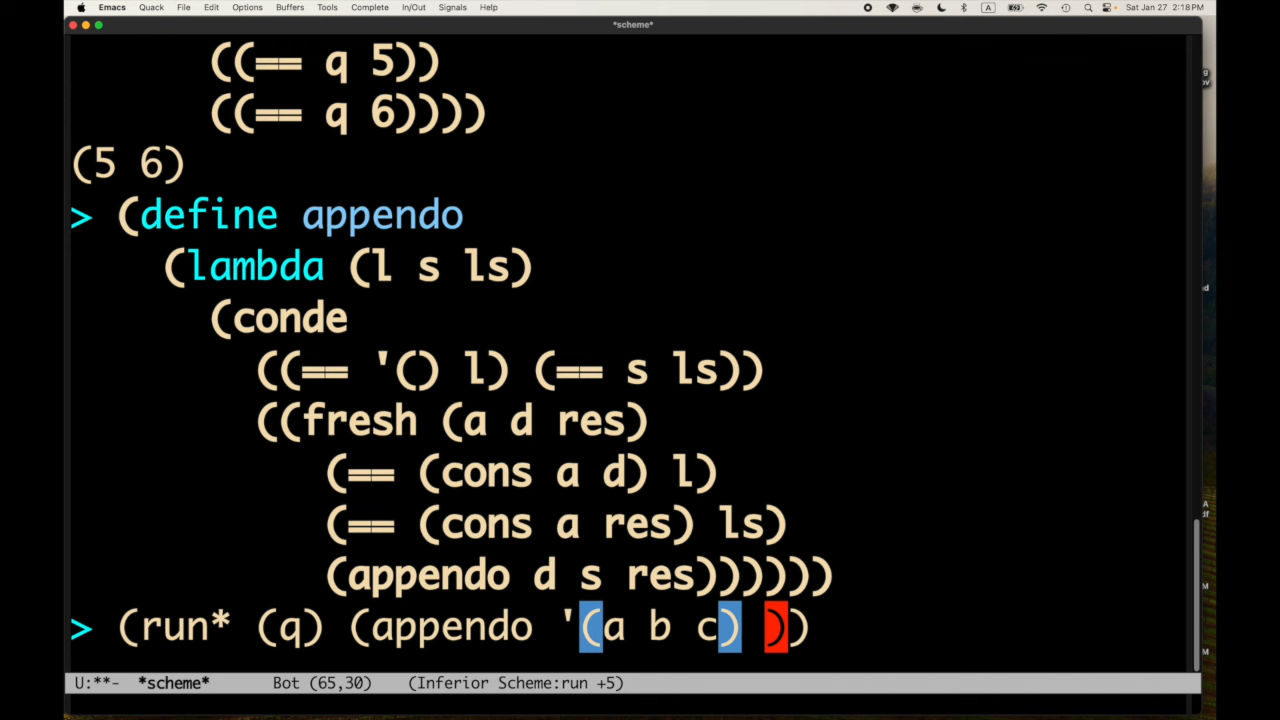 Emacs Quack File Edit Options Buffers Tools Complete In/Out Signals Help A Sat Jan 27 2:18 PM
*scheme*
((== q 5))
((== q 6))))
(5 6)
> (define appendo
(lambda (l s ls)
(conde
((== '() l) (== s ls))
((fresh (a d res)
(== (cons a d) l)
(== (cons a res) ls)
(appendo d s res))))))
> (run* (q) (appendo '(a b c) ))
U:**- *scheme* Bot (65,30) (Inferior Scheme:run +5)